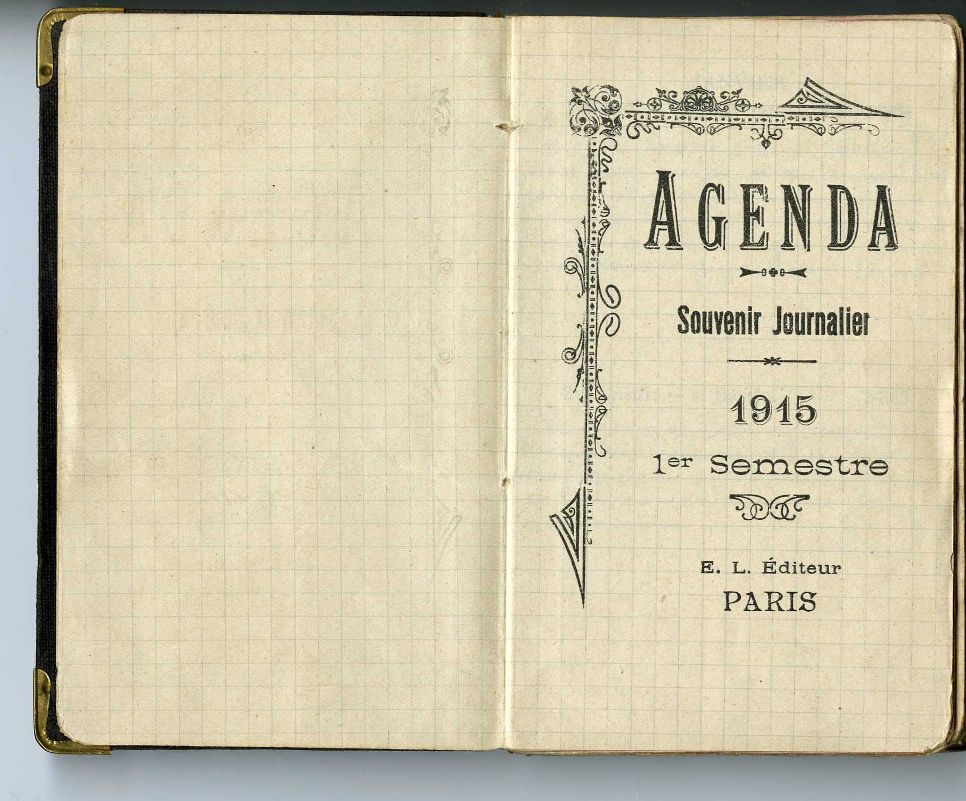 AGENDA
Souvenir Journalier
1915
1er Semestre
E. L. Éditeur
PARIS